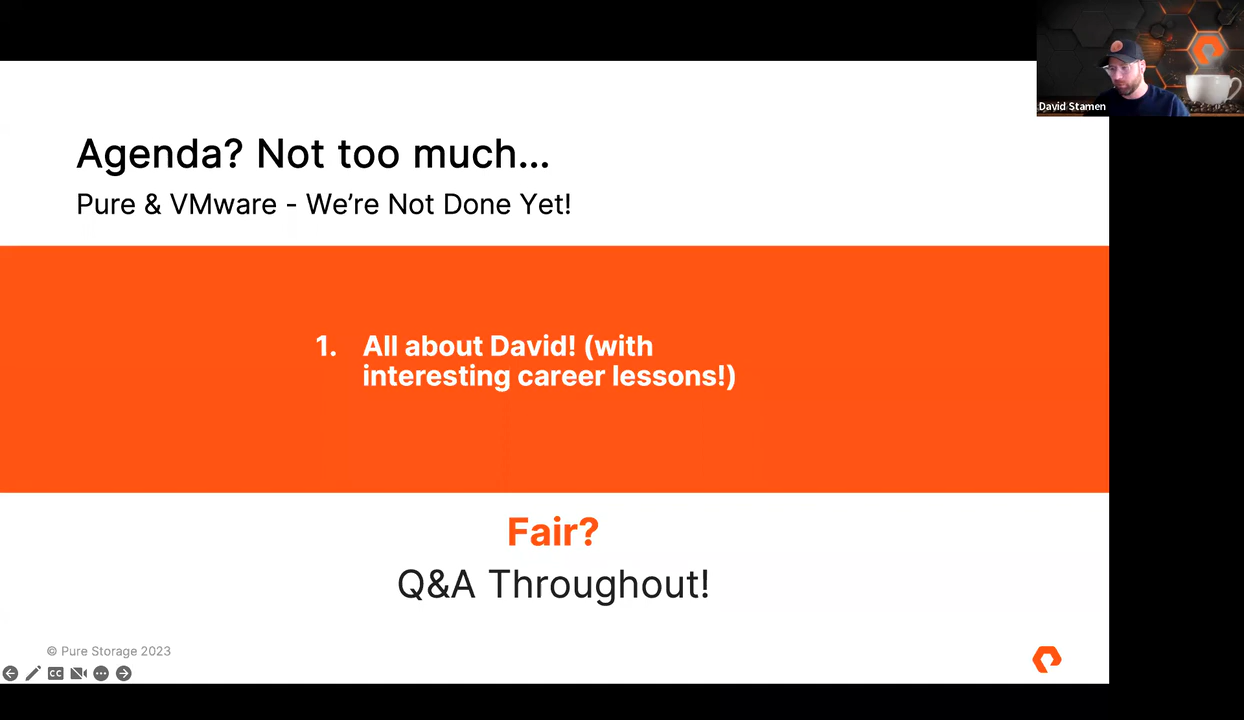 David Stamen
Agenda? Not too much...
Pure & VMware - We’re Not Done Yet!
1. All about David! (with
interesting career lessons!)
Fair?
Q&A Throughout!
© Pure Storage 2023
CC